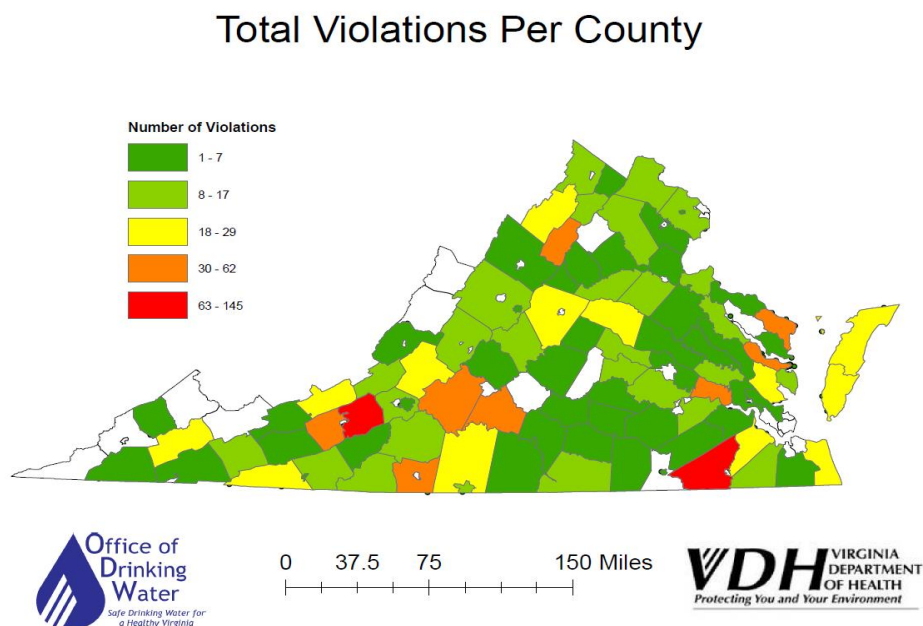 Total Violations Per County
Number of Violations
1 - 7
8 - 17
18 - 29
30 - 62
63 - 145
Office of
Drinking
Water
Safe Drinking Water for
a Healthy Virginia
0 37.5 75 150 Miles
VDH VIRGINIA
DEPARTMENT
OF HEALTH
Protecting You and Your Environment